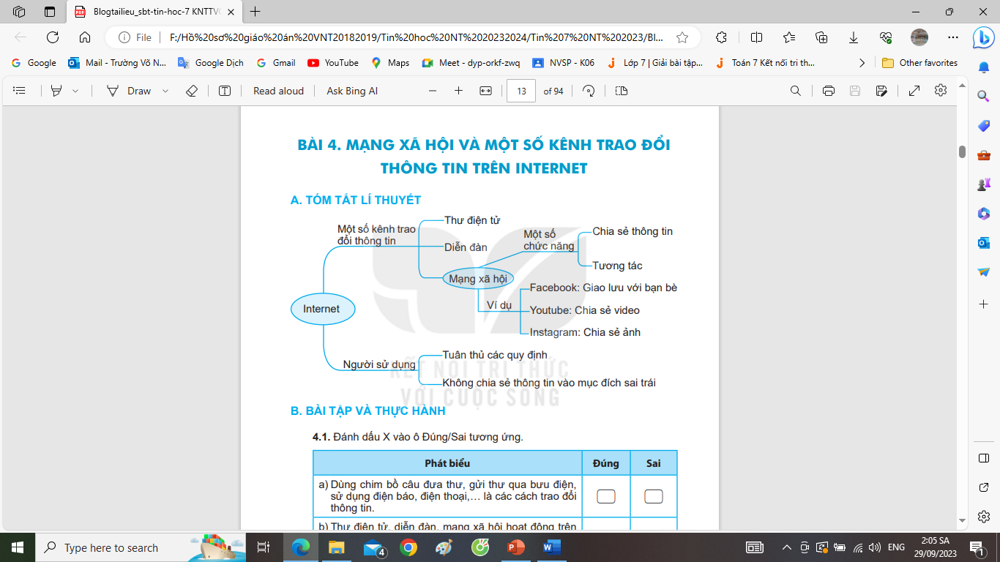 Blogtailieu_sbt-tin-hoc-7 KNTTV
File
F:/Hồ%20sơ%20giáo%20án%20VNT20182019/Tin%20học%20NT%2020232024/Tin%207%20NT%202023/Bl...
Google
Mail - Trường Võ N...
Google Dịch
Gmail
YouTube
Maps
Meet - dyp-orkf-zwq
NVSP - K06
Lớp 7 | Giải bài tập...
Toán 7 Kết nối tri th...
Other favorites
Draw
Read aloud
Ask Bing AI
13 of 94
BÀI 4. MẠNG XÃ HỘI VÀ MỘT SỐ KÊNH TRAO ĐỔI
THÔNG TIN TRÊN INTERNET
A. TÓM TẮT LÍ THUYẾT
Một số kênh trao
đổi thông tin
Thư điện tử
Diễn đàn
Mạng xã hội
Một số
chức năng
Chia sẻ thông tin
Tương tác
Ví dụ
Facebook: Giao lưu với bạn bè
Youtube: Chia sẻ video
Instagram: Chia sẻ ảnh
Internet
Người sử dụng
Tuân thủ các quy định
Không chia sẻ thông tin vào mục đích sai trái
KẾT NỐI TRI THỨC
VỚI CUỘC SỐNG
B. BÀI TẬP VÀ THỰC HÀNH
4.1. Đánh dấu X vào ô Đúng/Sai tương ứng.
Phát biểu
Đúng
Sai
a) Dùng chim bồ câu đưa thư, gửi thư qua bưu điện,
sử dụng điện báo, điện thoại,... là các cách trao đổi
thông tin.
b) Thư điện tử, diễn đàn, mạng xã hội hoạt động trên
Type here to search
4
ENG
2:05 SA
29/09/2023
1